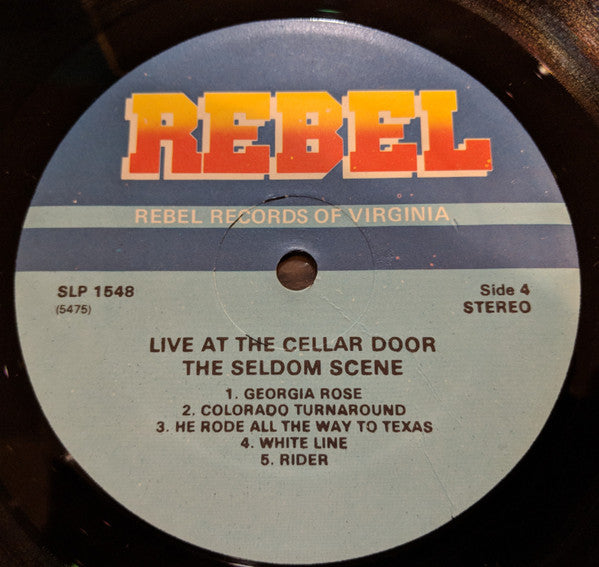 REBEL
REBEL RECORDS OF VIRGINIA
SLP 1548
(5475)
Side 4
STEREO
LIVE AT THE CELLAR DOOR
THE SELDOM SCENE
1. GEORGIA ROSE
2. COLORADO TURNAROUND
3. HE RODE ALL THE WAY TO TEXAS
4. WHITE LINE
5. RIDER